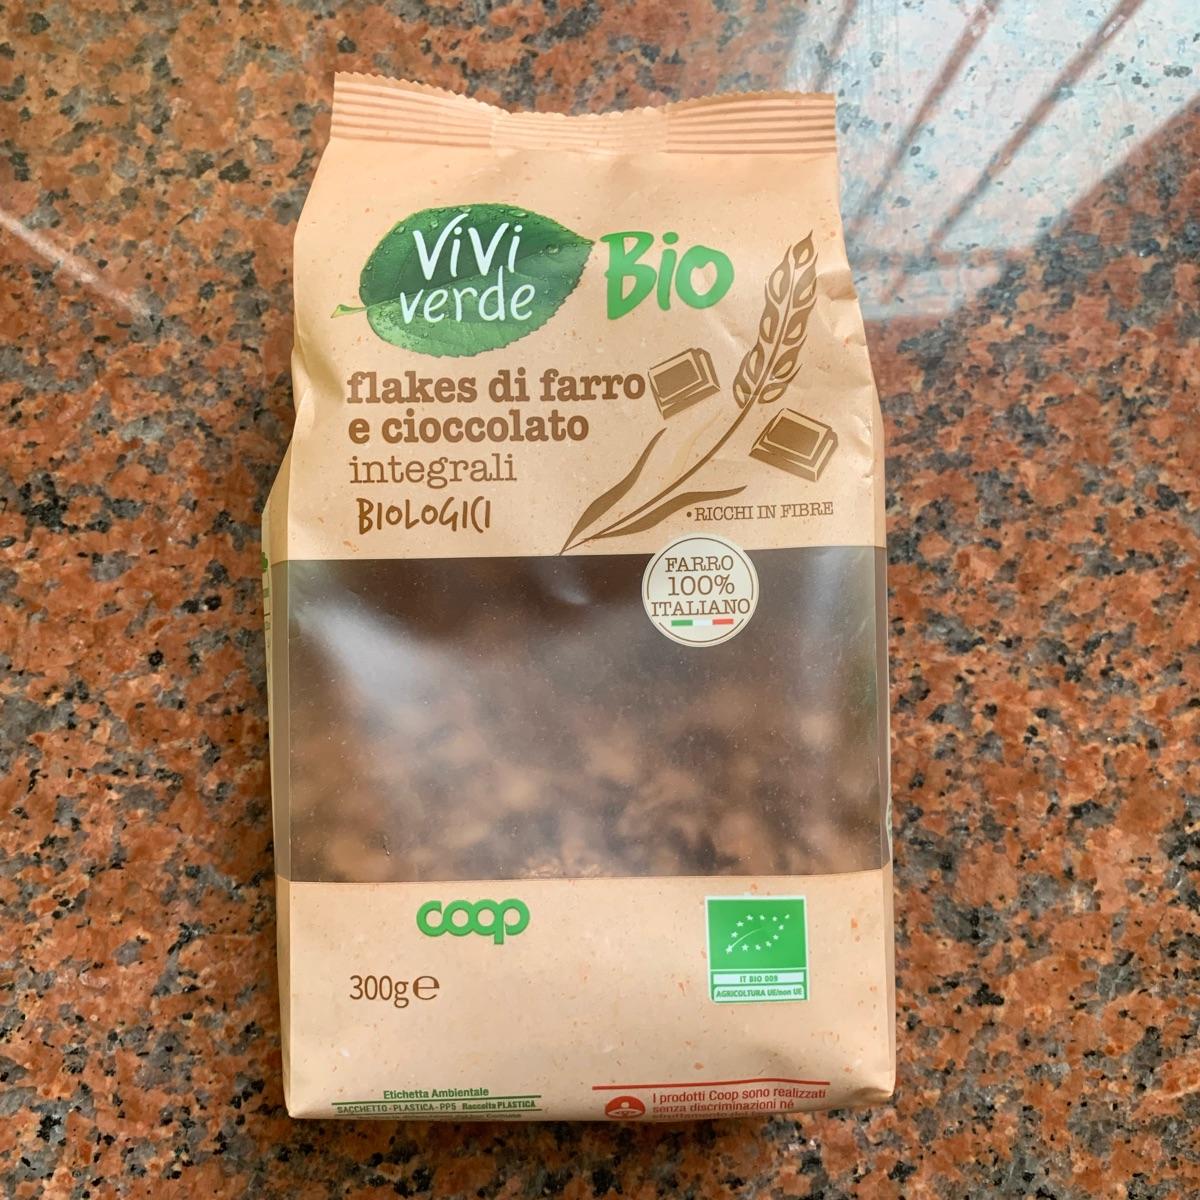 ViVi
verde
Bio
flakes di farro
e cioccolato
integrali
BIOLOGICI
• RICCHI IN FIBRE
FARRO
100%
ITALIANO
coop
300g e
IT BIO 009
AGRICOLTURA UE/non UE
Etichetta Ambientale
SACCHETTO - PLASTICA - PP5 Raccolta PLASTICA
I prodotti Coop sono realizzati
senza discriminazioni né